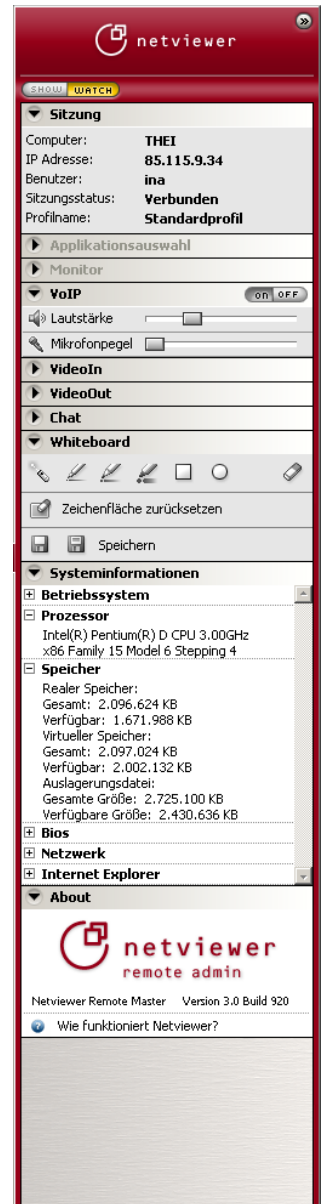 netviewer
SHOW WATCH
Sitzung
Computer: THEI
IP Adresse: 85.115.9.34
Benutzer: ina
Sitzungsstatus: Verbunden
Profilname: Standardprofil
Applikationsauswahl
Monitor
VoIP on OFF
Lautstärke
Mikrofonpegel
VideoIn
VideoOut
Chat
Whiteboard
Zeichenfläche zurücksetzen
Speichern
Systeminformationen
Betriebssystem
Prozessor
Intel(R) Pentium(R) D CPU 3.00GHz
x86 Family 15 Model 6 Stepping 4
Speicher
Realer Speicher:
Gesamt: 2.096.624 KB
Verfügbar: 1.671.988 KB
Virtueller Speicher:
Gesamt: 2.097.024 KB
Verfügbar: 2.002.132 KB
Auslagerungsdatei:
Gesamte Größe: 2.725.100 KB
Verfügbare Größe: 2.430.636 KB
Bios
Netzwerk
Internet Explorer
About
netviewer
remote admin
Netviewer Remote Master Version 3.0 Build 920
Wie funktioniert Netviewer?